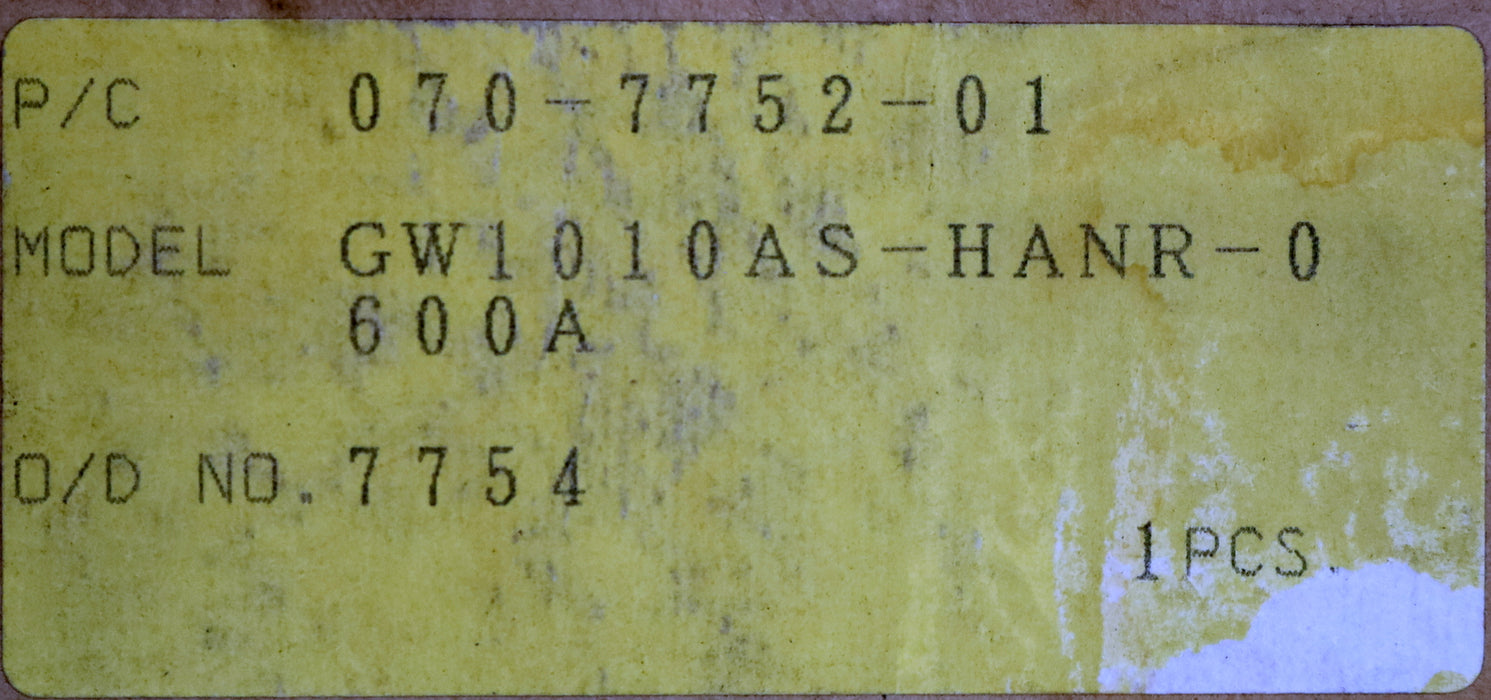 P/C 070-7752-01
MODEL GW1010AS-HANR-0
600A
O/D NO. 7754
1PCS.